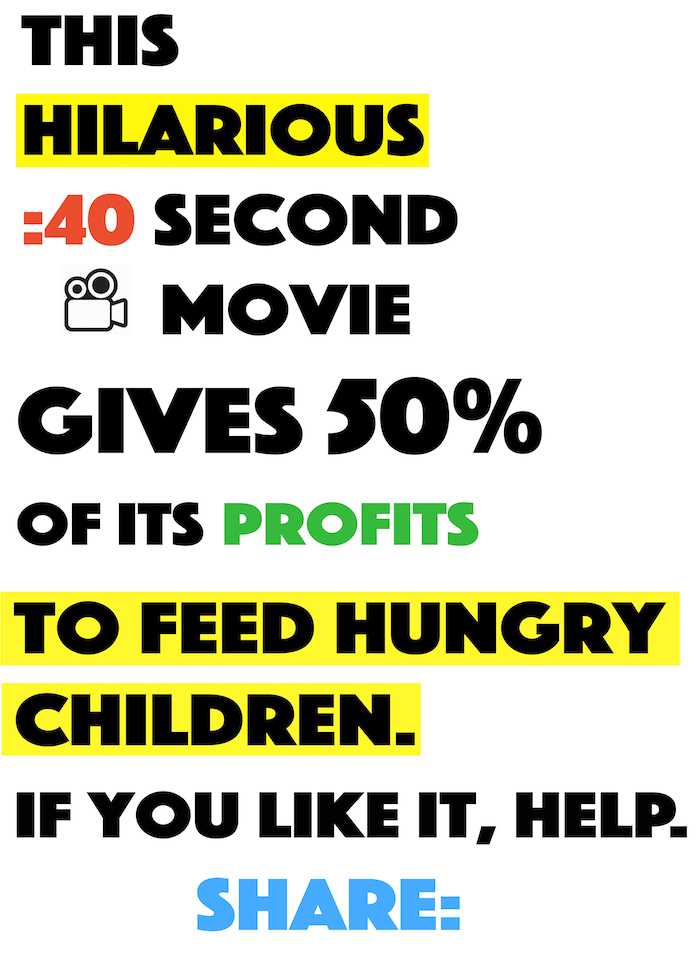 THIS
HILARIOUS
:40 SECOND
MOVIE
GIVES 50%
OF ITS PROFITS
TO FEED HUNGRY
CHILDREN.
IF YOU LIKE IT, HELP.
SHARE: